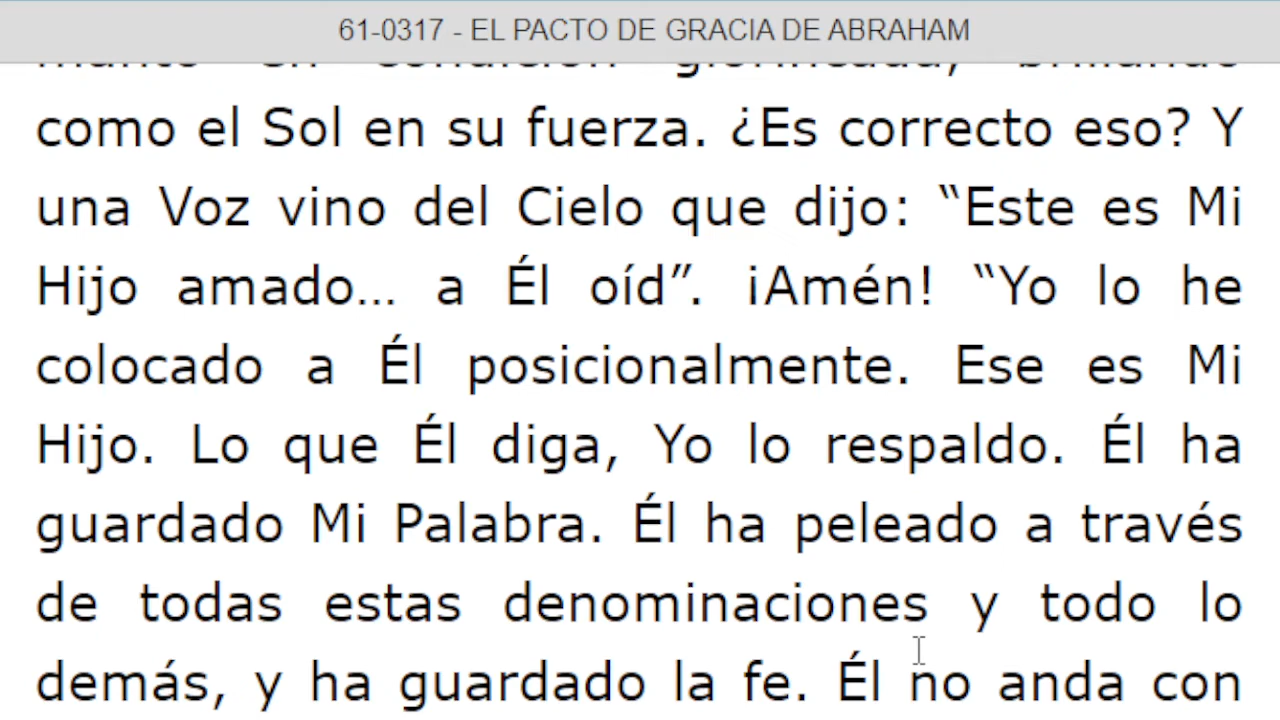 61-0317 - EL PACTO DE GRACIA DE ABRAHAM
como el Sol en su fuerza. ¿Es correcto eso? Y
una Voz vino del Cielo que dijo: “Este es Mi
Hijo amado... a Él oíd”. ¡Amén! “Yo lo he
colocado a Él posicionalmente. Ese es Mi
Hijo. Lo que Él diga, Yo lo respaldo. Él ha
guardado Mi Palabra. Él ha peleado a través
de todas estas denominaciones y todo lo
demás, y ha guardado la fe. Él no anda con